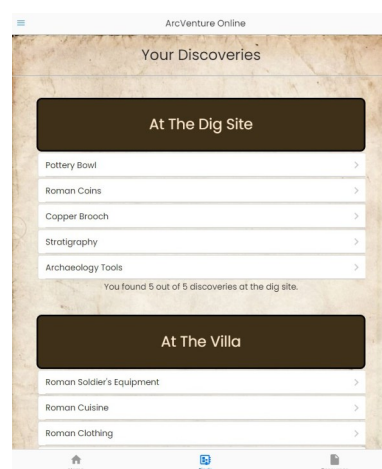 ArcVenture Online
Your Discoveries
At The Dig Site
Pottery Bowl
Roman Coins
Copper Brooch
Stratigraphy
Archaeology Tools
You found 5 out of 5 discoveries at the dig site.
At The Villa
Roman Soldier's Equipment
Roman Cuisine
Roman Clothing